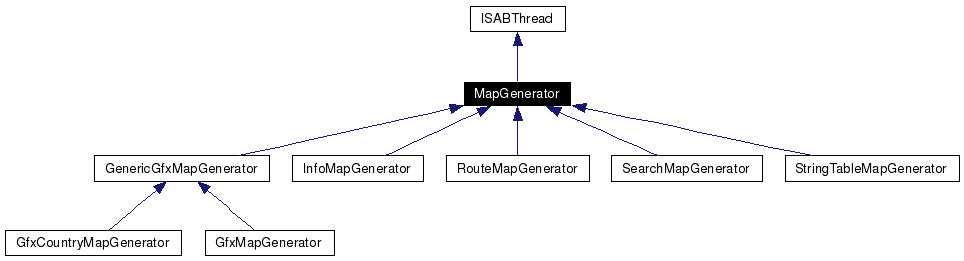 ISABThread
MapGenerator
GenericGfxMapGenerator
InfoMapGenerator
RouteMapGenerator
SearchMapGenerator
StringTableMapGenerator
GfxCountryMapGenerator
GfxMapGenerator